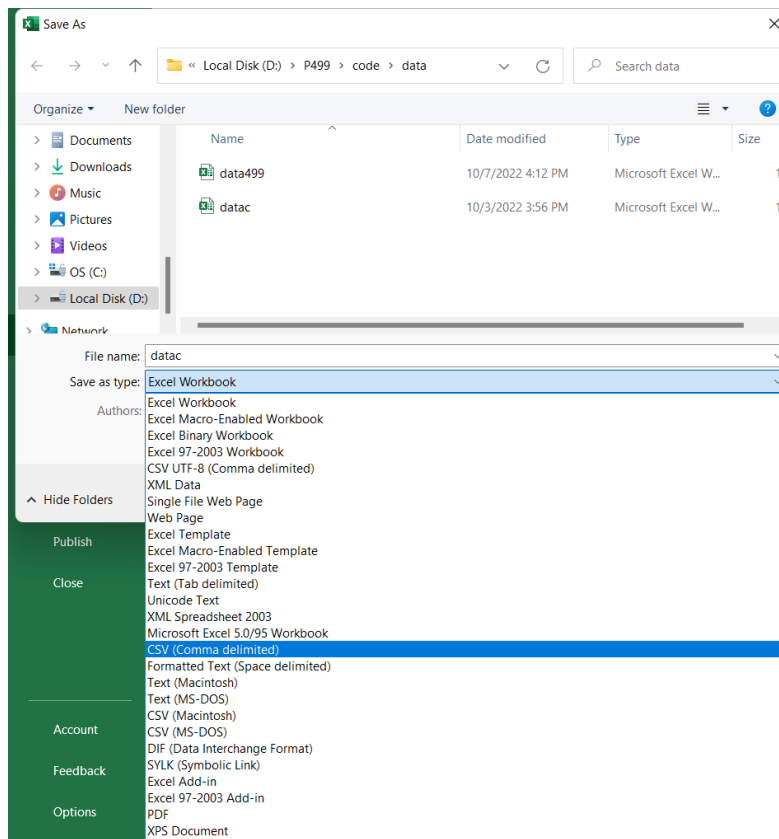 Save As
« Local Disk (D:) > P499 > code > data
Search data
Organize
New folder
Name
Date modified
Type
Size
Documents
Downloads
Music
Pictures
Videos
OS (C:)
Local Disk (D:)
Network
data499
10/7/2022 4:12 PM
Microsoft Excel W...
datac
10/3/2022 3:56 PM
Microsoft Excel W...
File name: datac
Save as type: Excel Workbook
Authors:
Excel Workbook
Excel Macro-Enabled Workbook
Excel Binary Workbook
Excel 97-2003 Workbook
CSV UTF-8 (Comma delimited)
XML Data
Single File Web Page
Web Page
Excel Template
Excel Macro-Enabled Template
Excel 97-2003 Template
Text (Tab delimited)
Unicode Text
XML Spreadsheet 2003
Microsoft Excel 5.0/95 Workbook
CSV (Comma delimited)
Formatted Text (Space delimited)
Text (Macintosh)
Text (MS-DOS)
CSV (Macintosh)
CSV (MS-DOS)
DIF (Data Interchange Format)
SYLK (Symbolic Link)
Excel Add-in
Excel 97-2003 Add-in
PDF
XPS Document
Hide Folders
Publish
Close
Account
Feedback
Options